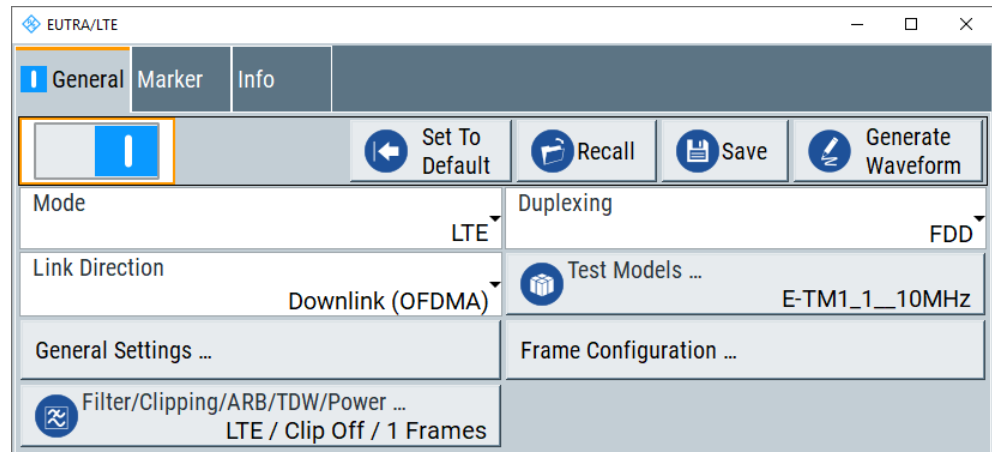 EUTRA/LTE
General
Marker
Info
Set To
Default
Recall
Save
Generate
Waveform
Mode
LTE
Duplexing
FDD
Link Direction
Downlink (OFDMA)
Test Models ...
E-TM1_1__10MHz
General Settings ...
Frame Configuration ...
Filter/Clipping/ARB/TDW/Power ...
LTE / Clip Off / 1 Frames